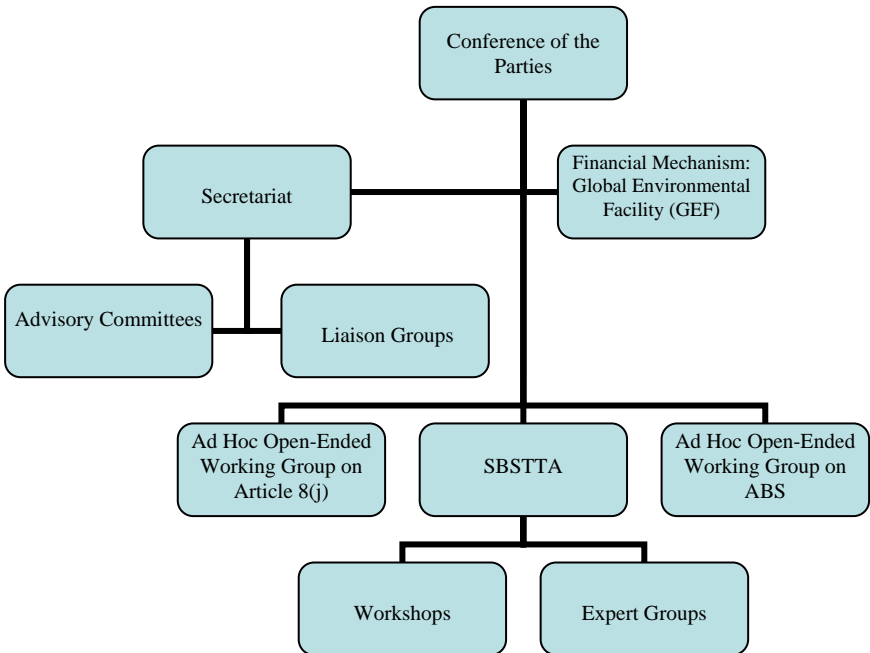 Conference of the
Parties
Secretariat
Financial Mechanism:
Global Environmental
Facility (GEF)
Advisory Committees
Liaison Groups
Ad Hoc Open-Ended
Working Group on
Article 8(j)
SBSTTA
Ad Hoc Open-Ended
Working Group on
ABS
Workshops
Expert Groups